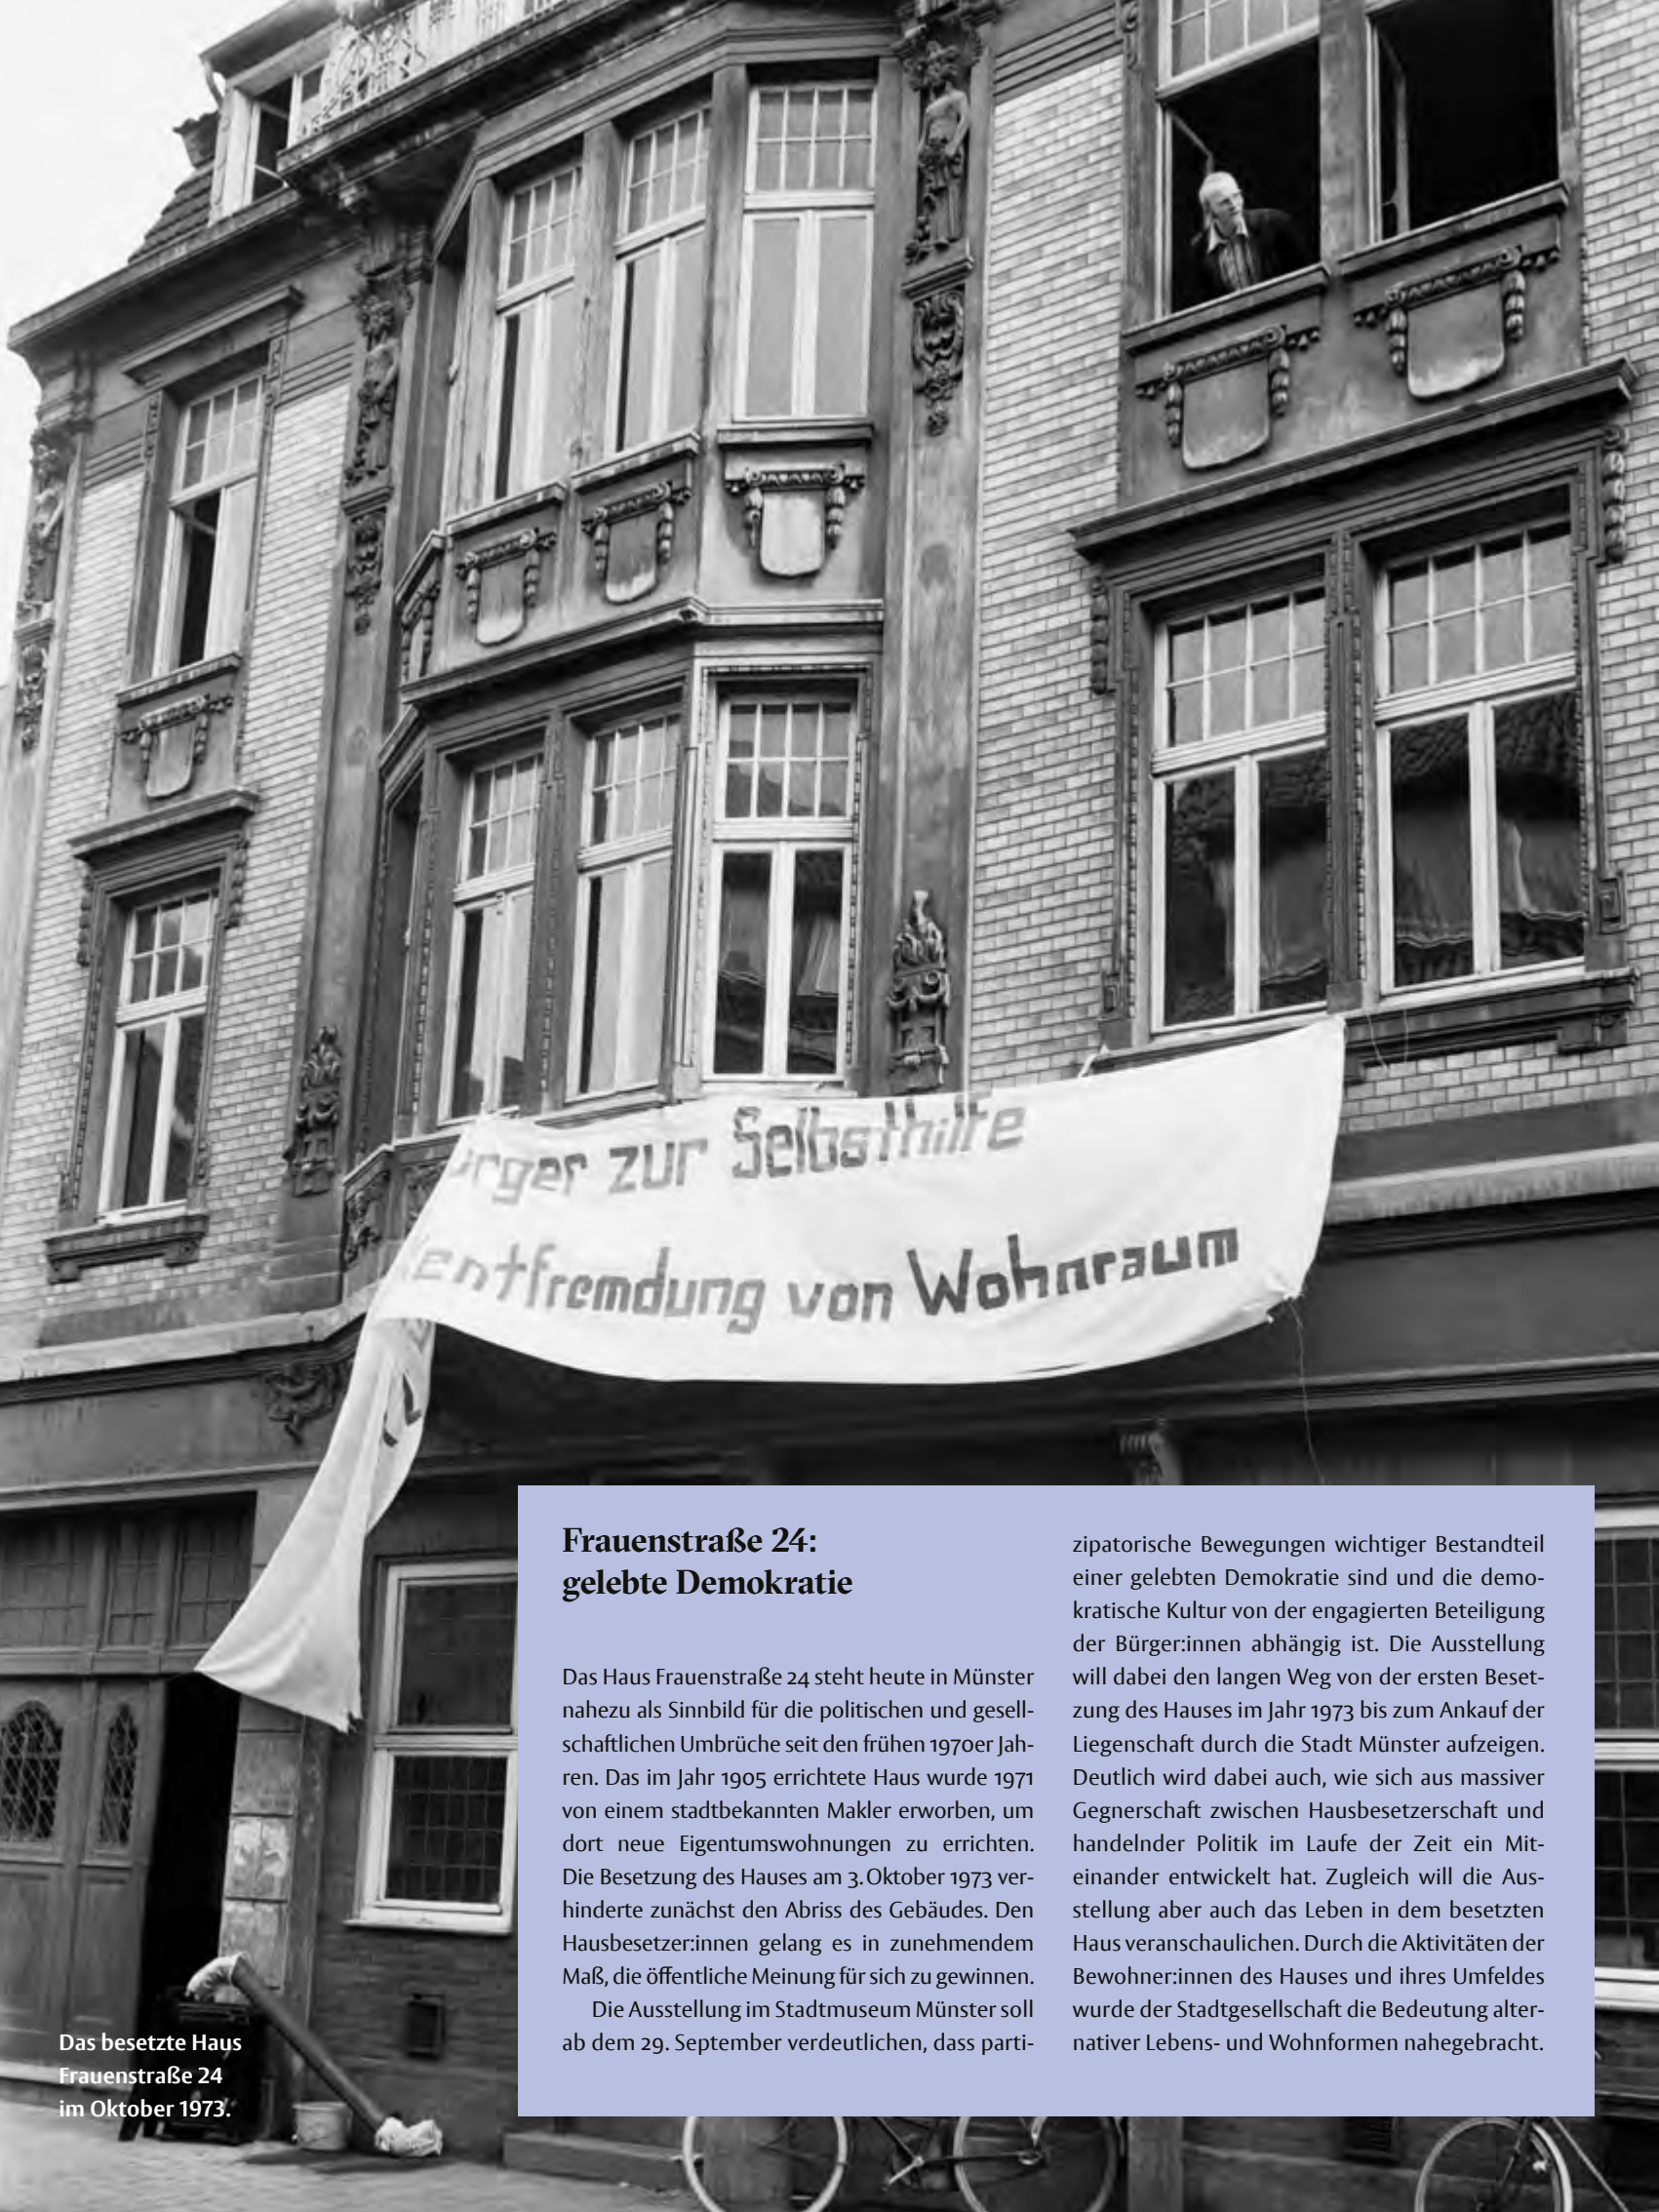 rger zur Selbsthilfe
entfremdung von Wohnraum
Frauenstraße 24:
gelebte Demokratie
Das Haus Frauenstraße 24 steht heute in Münster
nahezu als Sinnbild für die politischen und gesell-
schaftlichen Umbrüche seit den frühen 1970er Jah-
ren. Das im Jahr 1905 errichtete Haus wurde 1971
von einem stadtbekannten Makler erworben, um
dort neue Eigentumswohnungen zu errichten.
Die Besetzung des Hauses am 3. Oktober 1973 ver-
hinderte zunächst den Abriss des Gebäudes. Den
Hausbesetzer:innen gelang es in zunehmendem
Maß, die öffentliche Meinung für sich zu gewinnen.
Die Ausstellung im Stadtmuseum Münster soll
ab dem 29. September verdeutlichen, dass parti-
zipatorische Bewegungen wichtiger Bestandteil
einer gelebten Demokratie sind und die demo-
kratische Kultur von der engagierten Beteiligung
der Bürger:innen abhängig ist. Die Ausstellung
will dabei den langen Weg von der ersten Beset-
zung des Hauses im Jahr 1973 bis zum Ankauf der
Liegenschaft durch die Stadt Münster aufzeigen.
Deutlich wird dabei auch, wie sich aus massiver
Gegnerschaft zwischen Hausbesetzerschaft und
handelnder Politik im Laufe der Zeit ein Mit-
einander entwickelt hat. Zugleich will die Aus-
stellung aber auch das Leben in dem besetzten
Haus veranschaulichen. Durch die Aktivitäten der
Bewohner:innen des Hauses und ihres Umfeldes
wurde der Stadtgesellschaft die Bedeutung alter-
nativer Lebens- und Wohnformen nahegebracht.
Das besetzte Haus
Frauenstraße 24
im Oktober 1973.